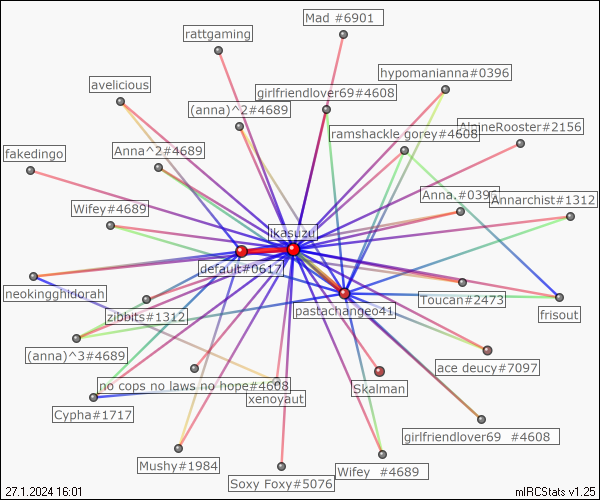 Mad #6901
rattgaming
hypomanianna#0396
avelicious
girlfriendlover69#4608
(anna)^2#4689
ramshackle gorey#4608
AlpineRooster#2156
Anna^2#4689
fakedingo
Anna.#0396
Annarchist#1312
Wifey#4689
ikasuzu
default#0617
neokingghidorah
Toucan#2473
pastachangeo41
frisout
zibbits#1312
(anna)^3#4689
ace deucy#7097
no cops no laws no hope#4608
Skalman
xenoyaut
Cypha#1717
girlfriendlover69 #4608
Mushy#1984
Wifey #4689
Soxy Foxy#5076
27.1.2024 16:01
mIRCStats v1.25